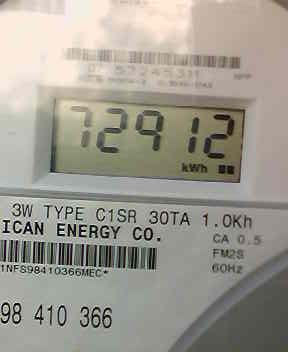 72912
kWh
3W TYPE C1SR 30TA 1.0Kh
ICAN ENERGY CO.
CA 0.5
FM2S
1NFS98410366MEC*
60Hz
98 410 366